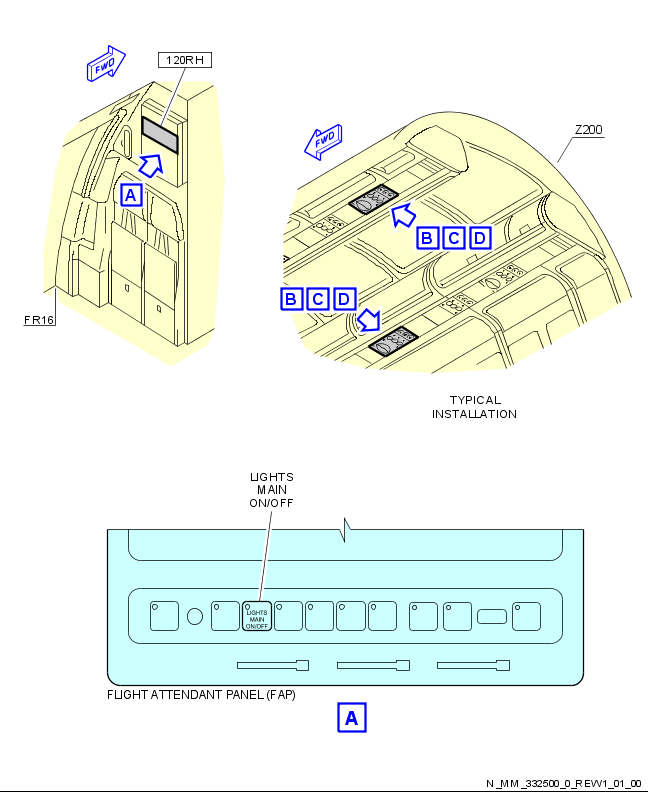 FWD
120RH
A
FR16
FWD
Z200
B C D
B C D
TYPICAL
INSTALLATION
LIGHTS
MAIN
ON/OFF
LIGHTS
MAIN
ON/OFF
FLIGHT ATTENDANT PANEL (FAP)
A
N_MM_332500_0_REVV1_01_00